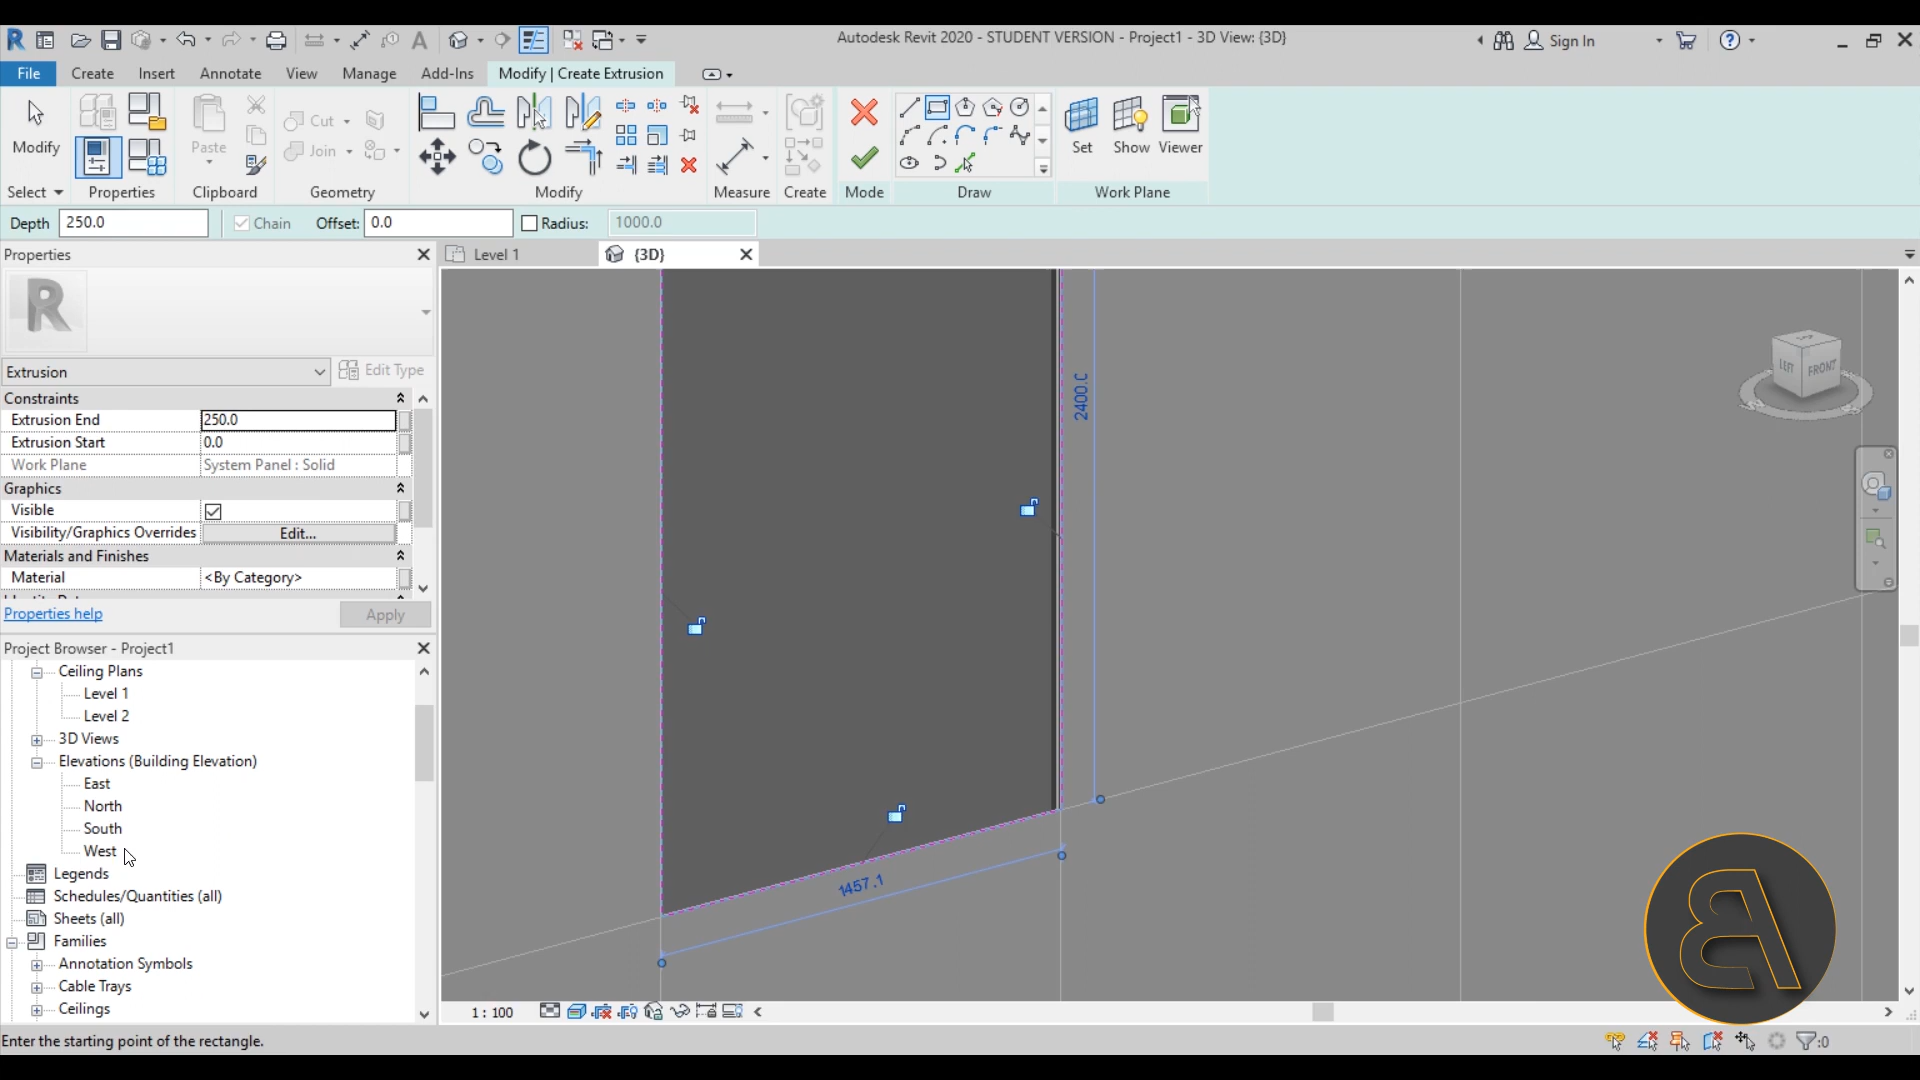 Autodesk Revit 2020 - STUDENT VERSION - Project1 - 3D View: {3D}
Sign In
File Create Insert Annotate View Manage Add-Ins Modify | Create Extrusion
Modify Paste Cut Join Set Show Viewer
Select Properties Clipboard Geometry Modify Measure Create Mode Draw Work Plane
Depth 250.0 Chain Offset: 0.0 Radius: 1000.0
Properties
Level 1 {3D}
R
Extrusion Edit Type
Constraints
Extrusion End 250.0
Extrusion Start 0.0
Work Plane System Panel : Solid
Graphics
Visible
Visibility/Graphics Overrides Edit...
Materials and Finishes
Material <By Category>
Properties help Apply
Project Browser - Project1
Ceiling Plans
Level 1
Level 2
3D Views
Elevations (Building Elevation)
East
North
South
West
Legends
Schedules/Quantities (all)
Sheets (all)
Families
Annotation Symbols
Cable Trays
Ceilings
2400.0
1457.1
LEFT FRONT
1 : 100
Enter the starting point of the rectangle.
:0